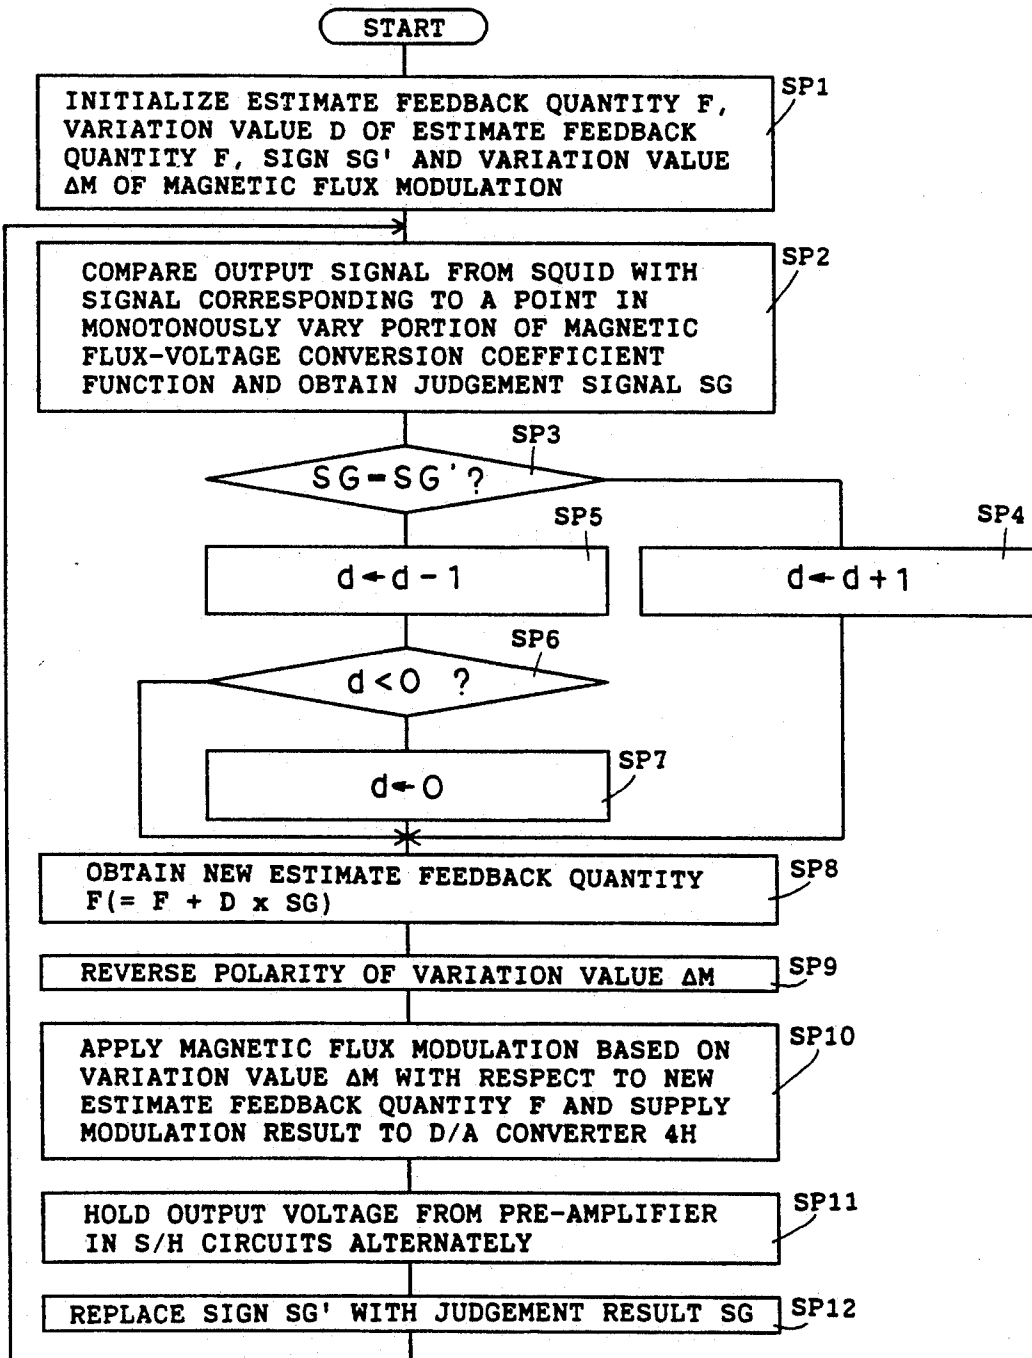 START
SP1
INITIALIZE ESTIMATE FEEDBACK QUANTITY F,
VARIATION VALUE D OF ESTIMATE FEEDBACK
QUANTITY F, SIGN SG' AND VARIATION VALUE
ΔM OF MAGNETIC FLUX MODULATION
SP2
COMPARE OUTPUT SIGNAL FROM SQUID WITH
SIGNAL CORRESPONDING TO A POINT IN
MONOTONOUSLY VARY PORTION OF MAGNETIC
FLUX-VOLTAGE CONVERSION COEFFICIENT
FUNCTION AND OBTAIN JUDGEMENT SIGNAL SG
SP3
SG=SG'?
SP5
d←d-1
SP4
d←d+1
SP6
d<0 ?
SP7
d←0
SP8
OBTAIN NEW ESTIMATE FEEDBACK QUANTITY
F(= F + D x SG)
SP9
REVERSE POLARITY OF VARIATION VALUE ΔM
SP10
APPLY MAGNETIC FLUX MODULATION BASED ON
VARIATION VALUE ΔM WITH RESPECT TO NEW
ESTIMATE FEEDBACK QUANTITY F AND SUPPLY
MODULATION RESULT TO D/A CONVERTER 4H
SP11
HOLD OUTPUT VOLTAGE FROM PRE-AMPLIFIER
IN S/H CIRCUITS ALTERNATELY
SP12
REPLACE SIGN SG' WITH JUDGEMENT RESULT SG